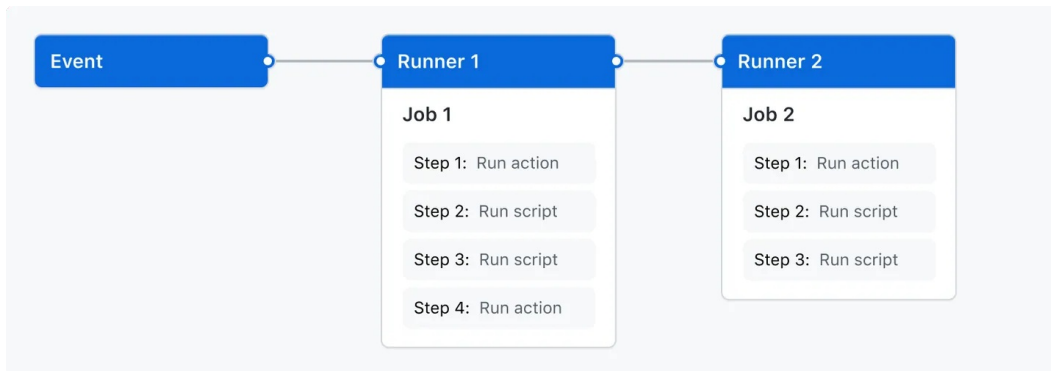 Event
Runner 1
Job 1
Step 1: Run action
Step 2: Run script
Step 3: Run script
Step 4: Run action
Runner 2
Job 2
Step 1: Run action
Step 2: Run script
Step 3: Run script